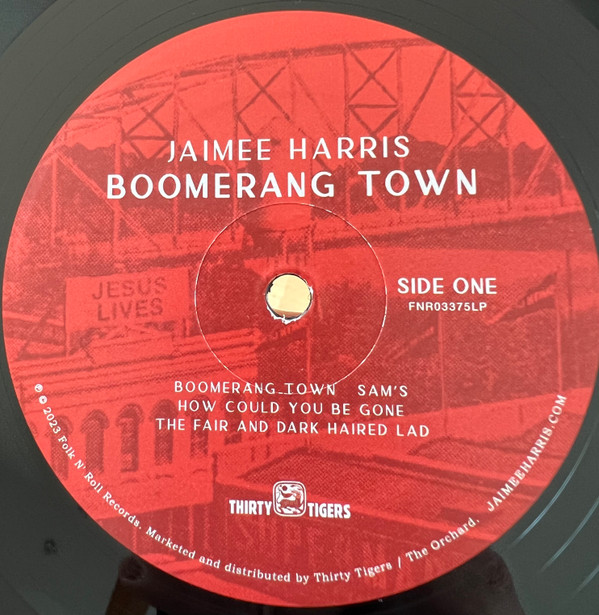 JAIMEE HARRIS
BOOMERANG TOWN
JESUS
LIVES
SIDE ONE
FNR03375LP
BOOMERANG TOWN SAM'S
HOW COULD YOU BE GONE
THE FAIR AND DARK HAIRED LAD
THIRTY TIGERS
℗ © 2023 Folk N' Roll Records. Marketed and distributed by Thirty Tigers / The Orchard. JAIMEEHARRIS.COM